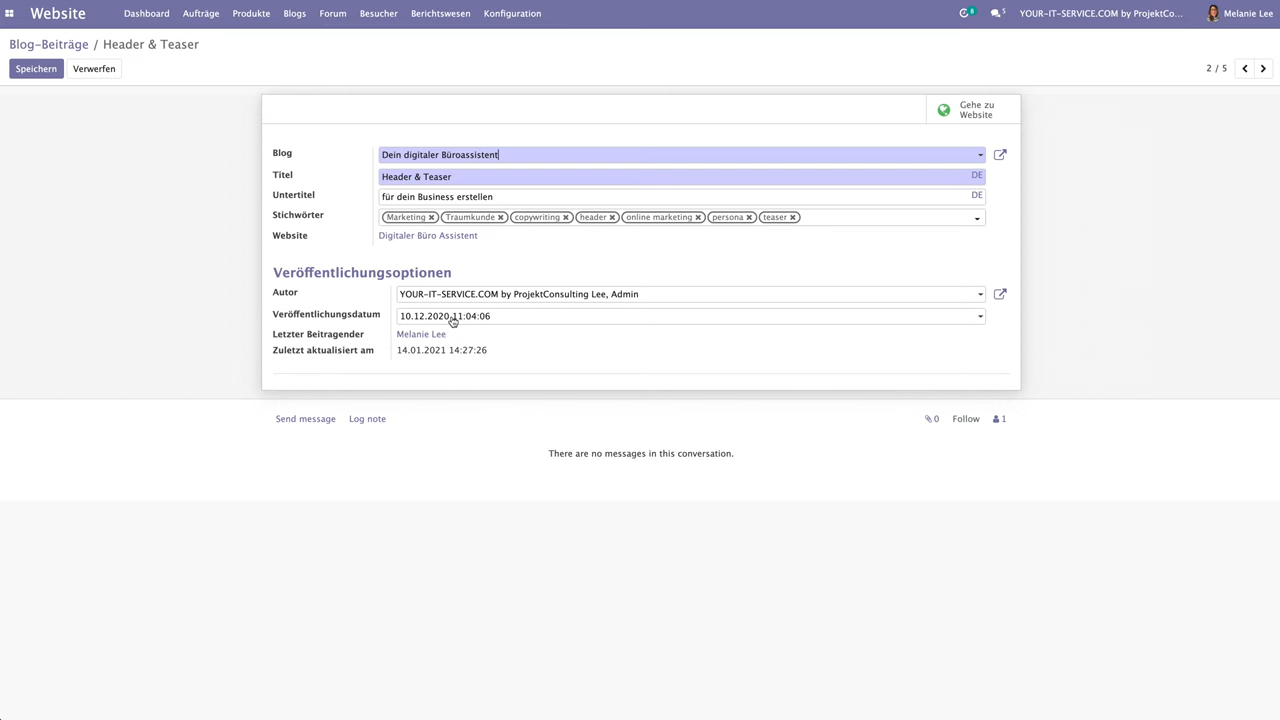 Website Dashboard Aufträge Produkte Blogs Forum Besucher Berichtswesen Konfiguration 8 5 YOUR-IT-SERVICE.COM by ProjektCo... Melanie Lee
Blog-Beiträge / Header & Teaser
Speichern Verwerfen 2 / 5
Gehe zu
Website
Blog Dein digitaler Büroassistent
Titel Header & Teaser DE
Untertitel für dein Business erstellen DE
Stichwörter Marketing × Traumkunde × copywriting × header × online marketing × persona × teaser ×
Website Digitaler Büro Assistent
Veröffentlichungsoptionen
Autor YOUR-IT-SERVICE.COM by ProjektConsulting Lee, Admin
Veröffentlichungsdatum 10.12.2020 11:04:06
Letzter Beitragender Melanie Lee
Zuletzt aktualisiert am 14.01.2021 14:27:26
Send message Log note 0 Follow 1
There are no messages in this conversation.